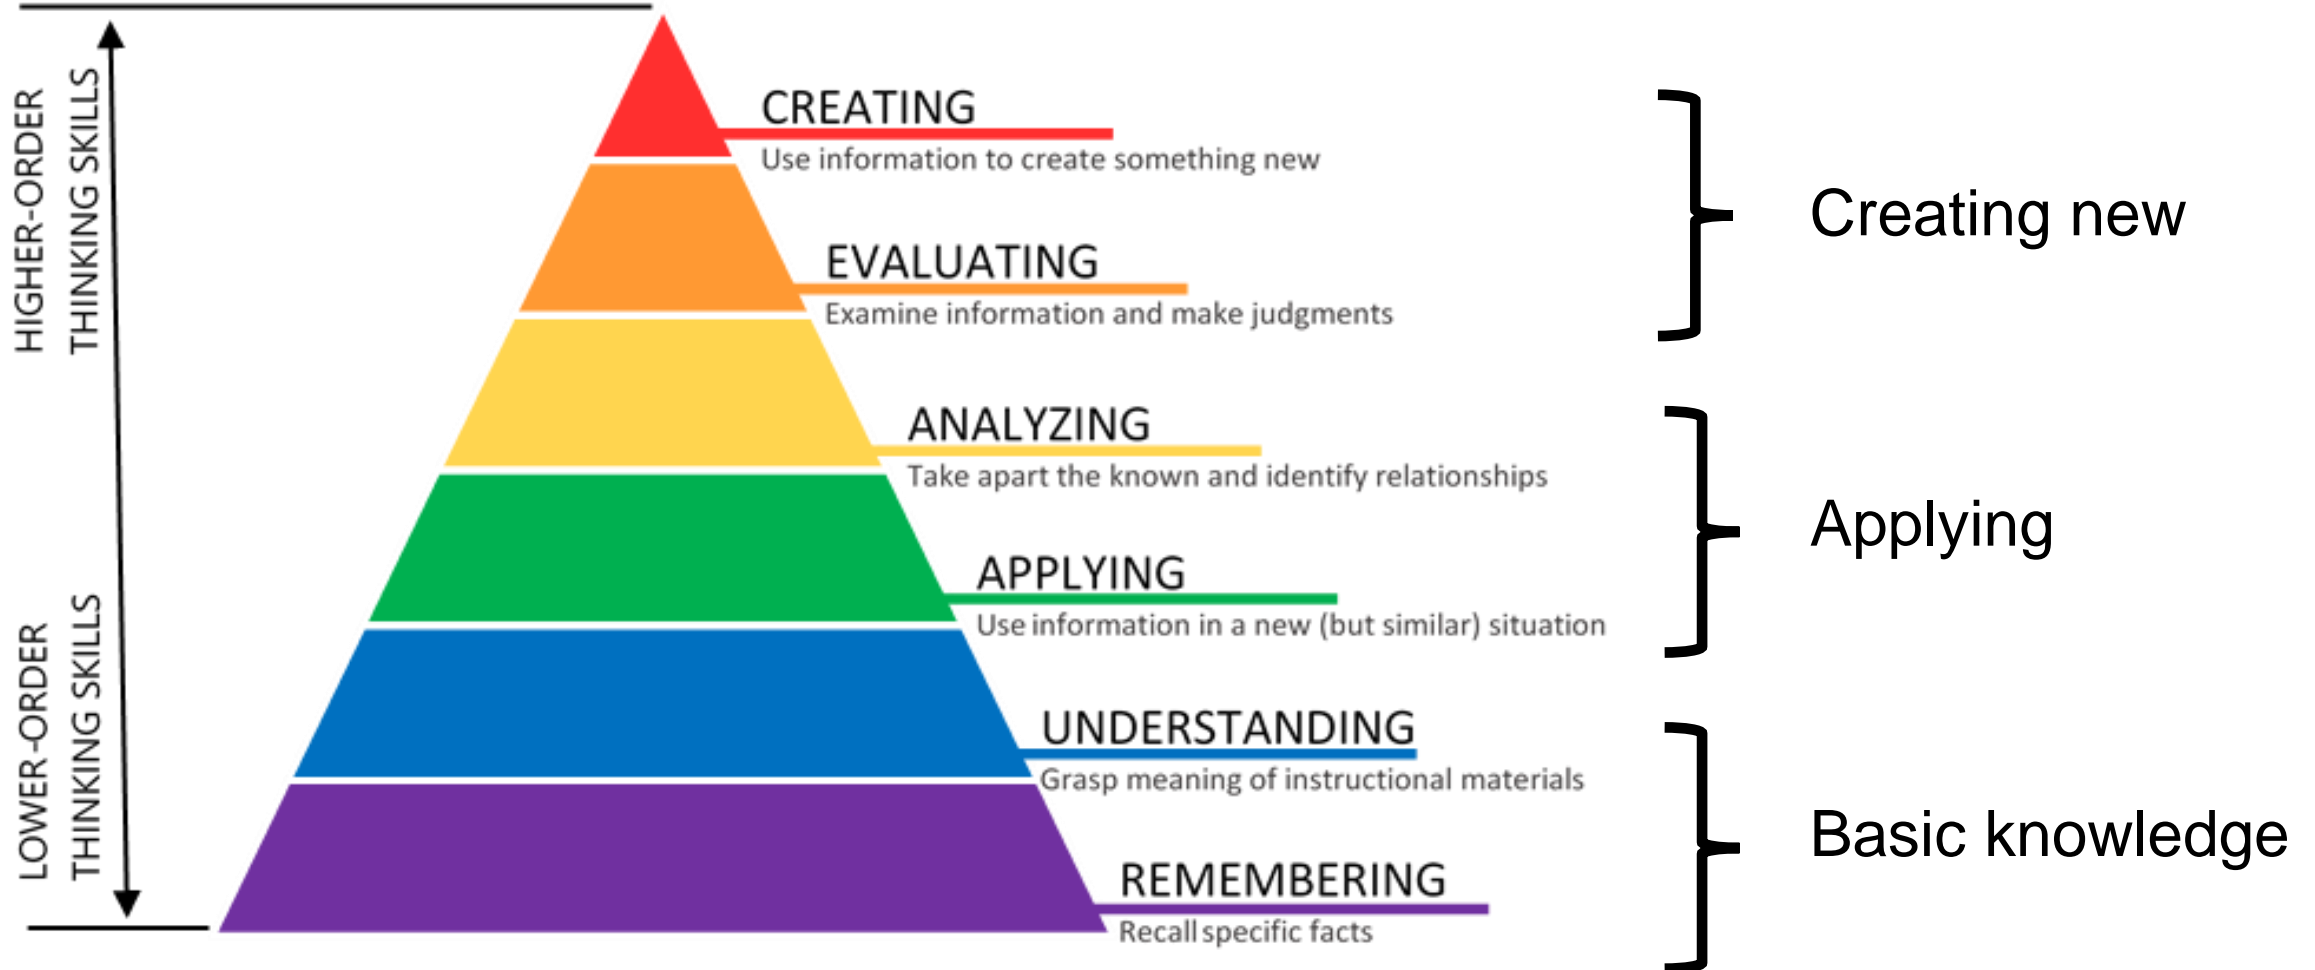 HIGHER-ORDER
THINKING SKILLS
LOWER-ORDER
THINKING SKILLS
CREATING
Use information to create something new
EVALUATING
Examine information and make judgments
ANALYZING
Take apart the known and identify relationships
APPLYING
Use information in a new (but similar) situation
UNDERSTANDING
Grasp meaning of instructional materials
REMEMBERING
Recall specific facts
Creating new
Applying
Basic knowledge